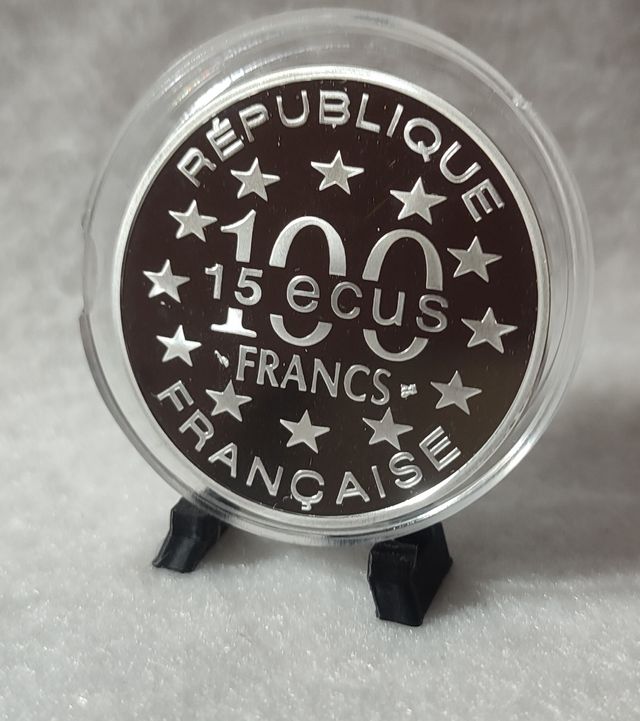 RÉPUBLIQUE
100
15 ecus
FRANCS
FRANÇAISE